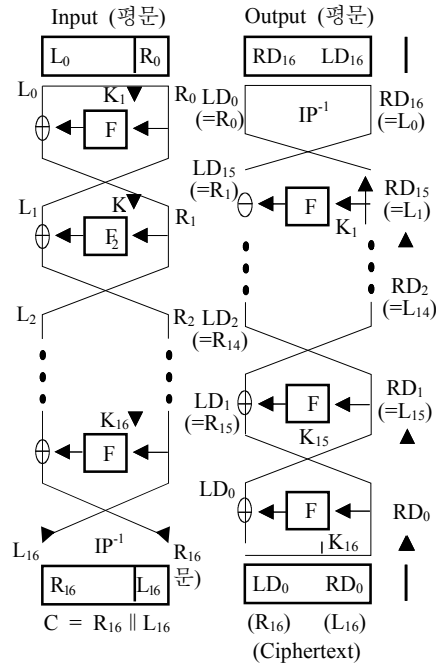 Input (평문) Output (평문)
L0 R0 RD16 LD16
L0 K1 R0 LD0 (=R0) IP-1 RD16 (=L0)
F
LD15 (=R1) F K1 RD15 (=L1)
L1 K R1
F2
RD2 (=L14)
L2 R2 LD2 (=R14)
LD1 (=R15) F K15 RD1 (=L15)
K16
F
LD0 F K16 RD0
L16 IP-1 R16
R16 L16 문) LD0 RD0
C = R16 ‖ L16 (R16) (L16)
(Ciphertext)